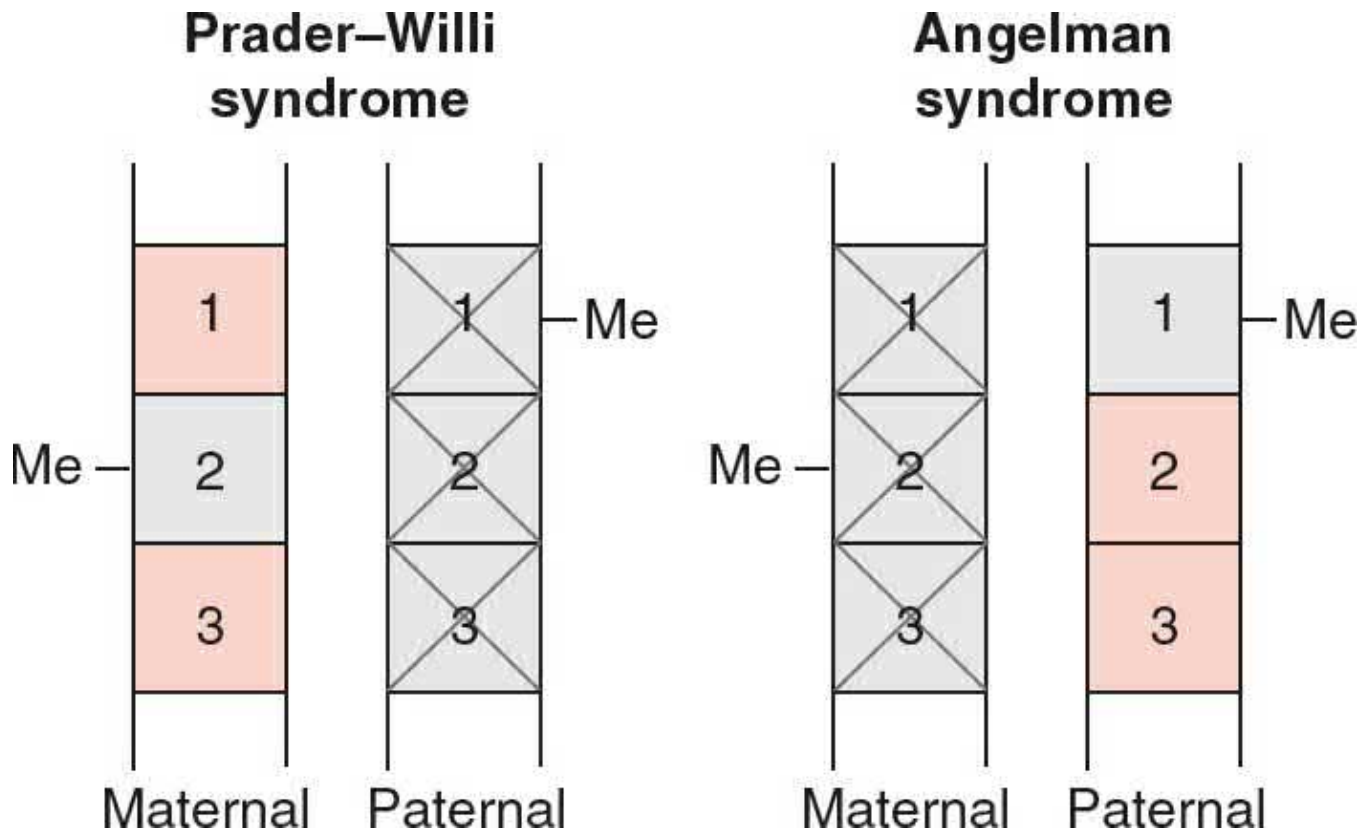 Prader–Willi
syndrome
1
2
3
Me
Maternal
1
2
3
Me
Paternal
Angelman
syndrome
1
2
3
Me
Maternal
1
2
3
Me
Paternal